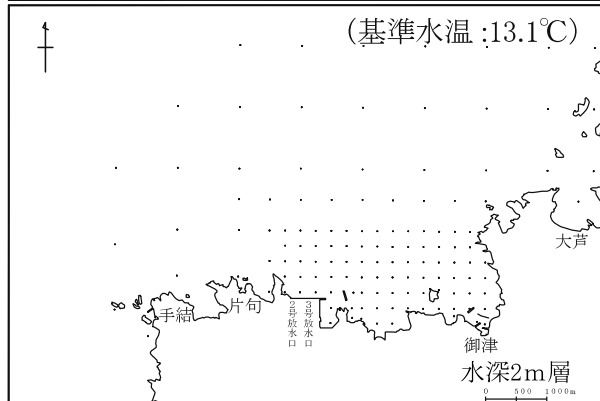 （基準水温 :13.1℃）
大芦
手結
片句
2号放水口
3号放水口
御津
水深2ｍ層
0 500 1000m